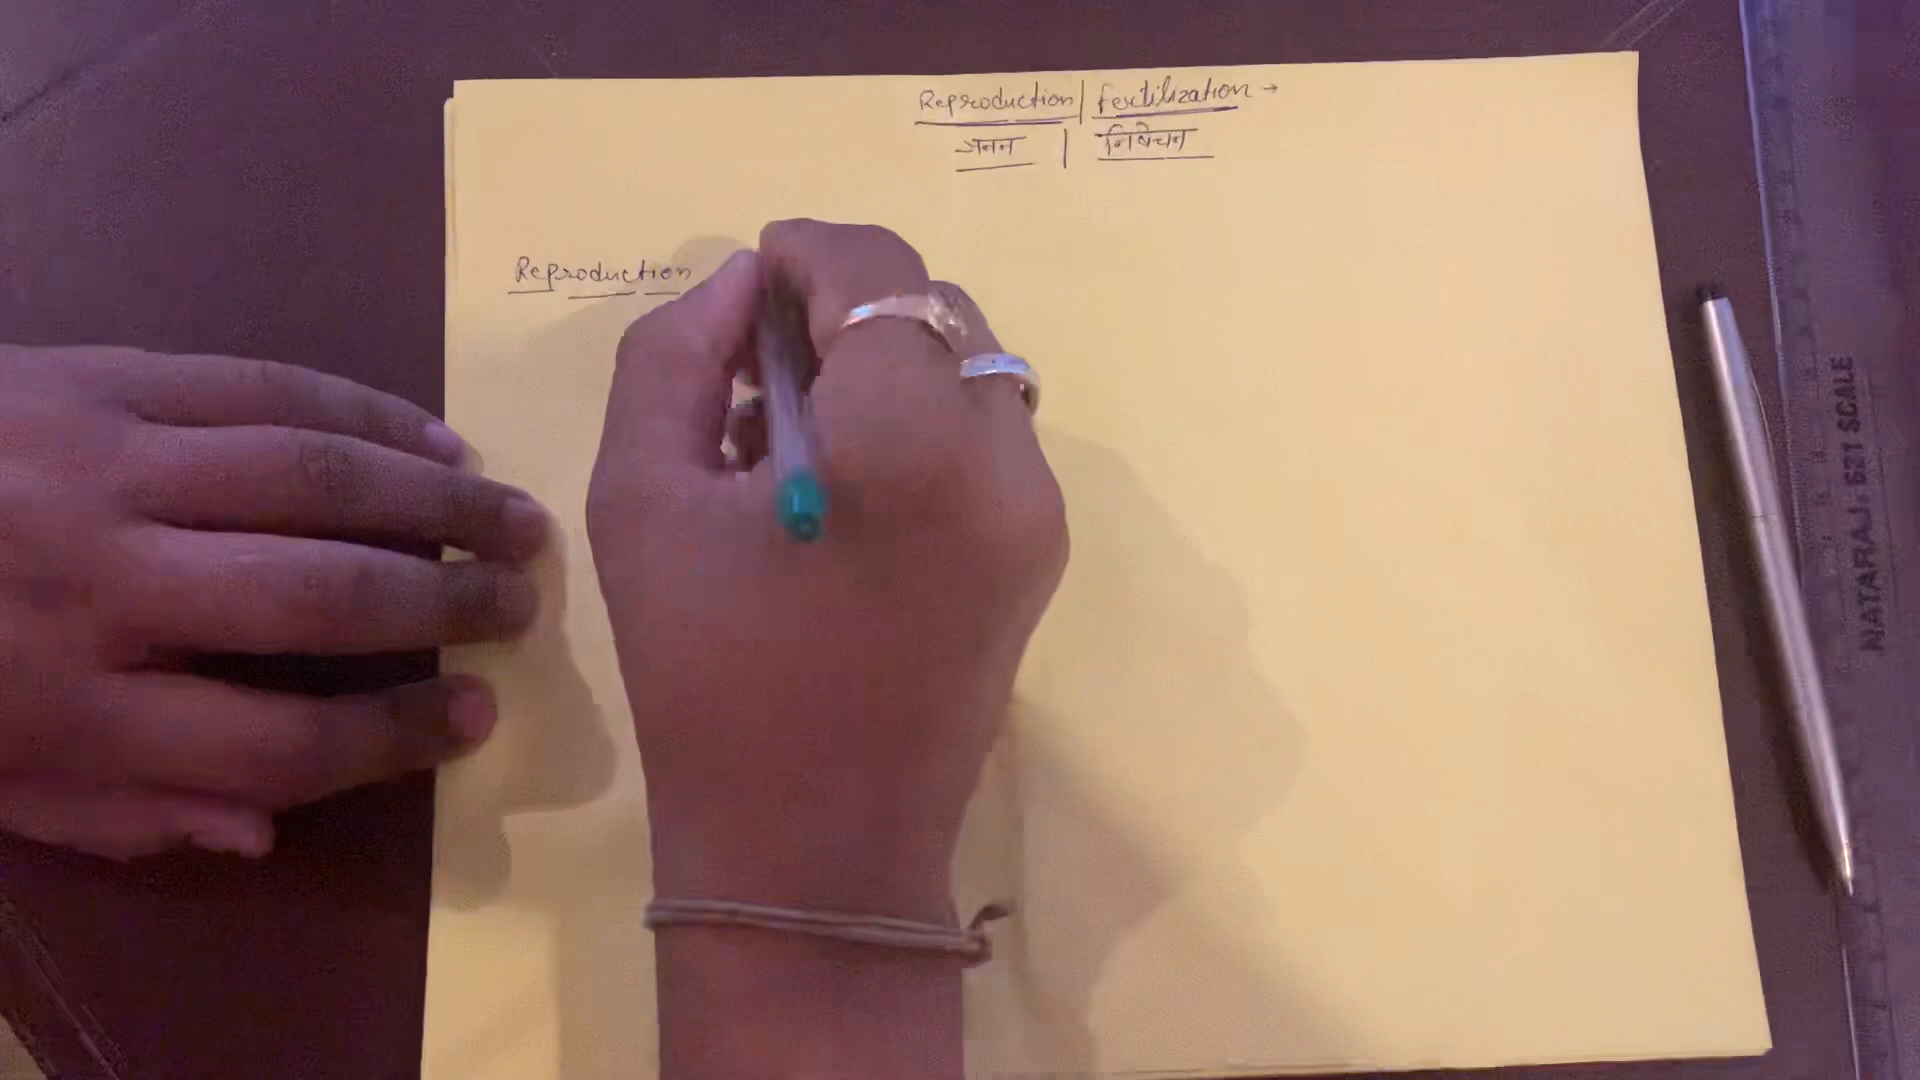 Reproduction | fertilization →
जनन | निषेचन
Reproduction
NATARAJ-621 SCALE